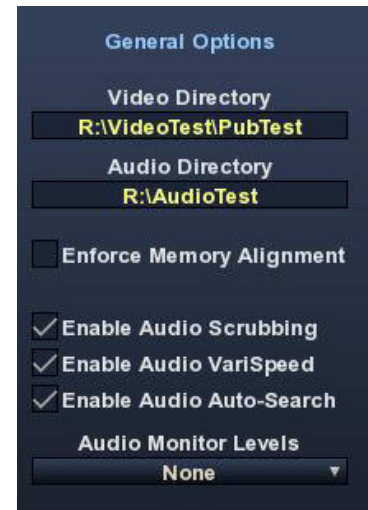 General Options
Video Directory
R:\VideoTest\PubTest
Audio Directory
R:\AudioTest
Enforce Memory Alignment
Enable Audio Scrubbing
Enable Audio VariSpeed
Enable Audio Auto-Search
Audio Monitor Levels
None